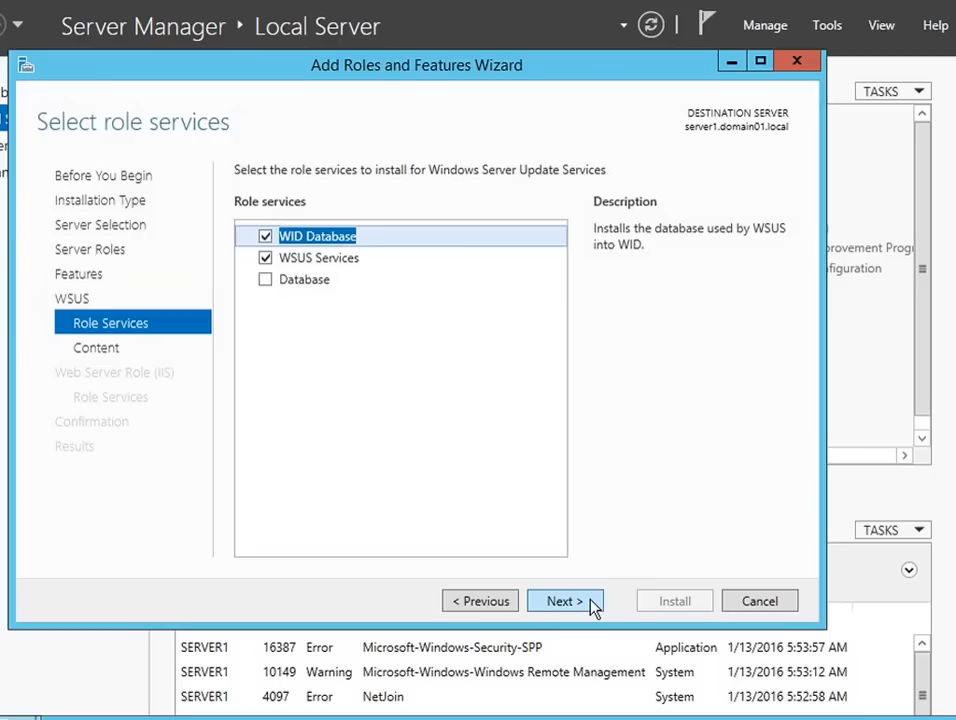 Server Manager ‣ Local Server
Manage Tools View Help
Add Roles and Features Wizard
TASKS
Select role services
DESTINATION SERVER
server1.domain01.local
Before You Begin
Installation Type
Server Selection
Server Roles
Features
WSUS
Role Services
Content
Web Server Role (IIS)
Role Services
Confirmation
Results
Select the role services to install for Windows Server Update Services
Role services
WID Database
WSUS Services
Database
Description
Installs the database used by WSUS
into WID.
TASKS
< Previous Next > Install Cancel
SERVER1 16387 Error Microsoft-Windows-Security-SPP Application 1/13/2016 5:53:57 AM
SERVER1 10149 Warning Microsoft-Windows-Windows Remote Management System 1/13/2016 5:53:12 AM
SERVER1 4097 Error NetJoin System 1/13/2016 5:52:58 AM